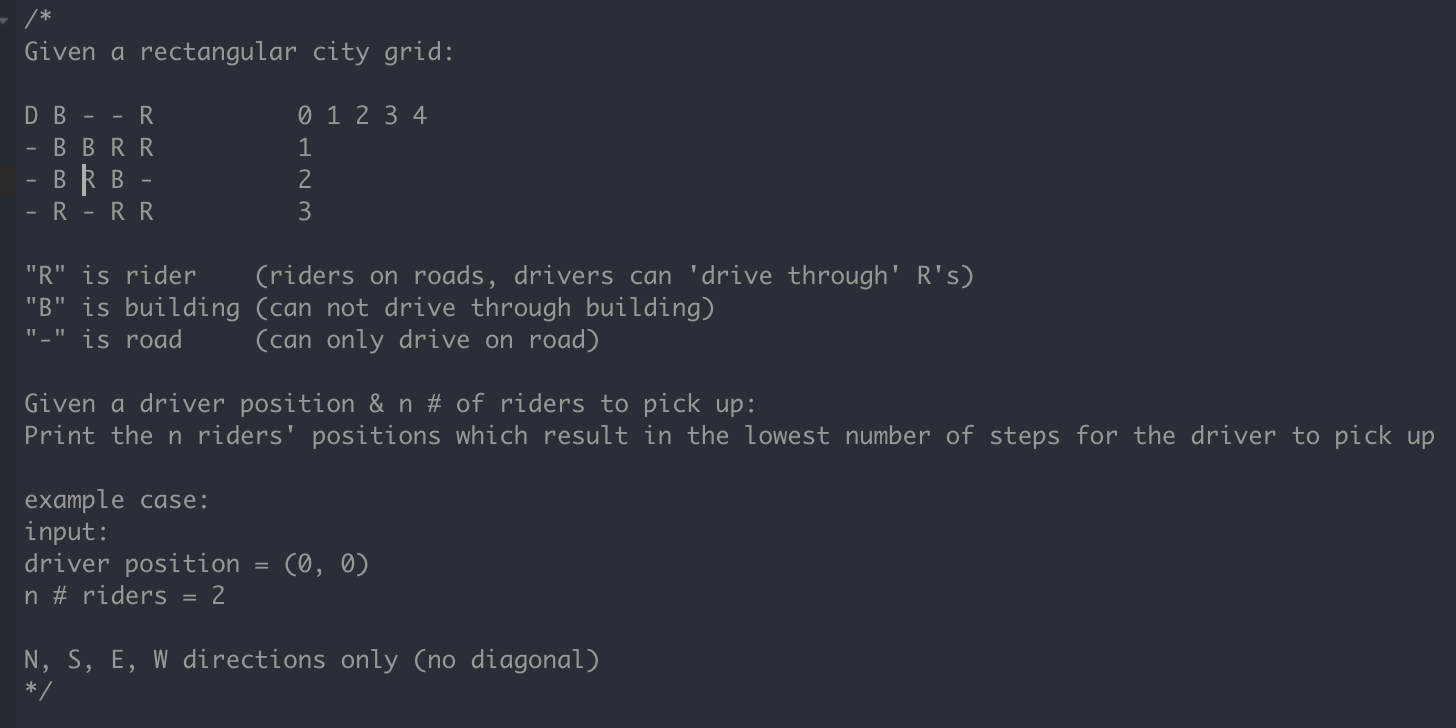 /*
Given a rectangular city grid:
D B - - R          0 1 2 3 4
- B B R R          1
- B R B -          2
- R - R R          3
"R" is rider    (riders on roads, drivers can 'drive through' R's)
"B" is building (can not drive through building)
"-" is road     (can only drive on road)
Given a driver position & n # of riders to pick up:
Print the n riders' positions which result in the lowest number of steps for the driver to pick up
example case:
input:
driver position = (0, 0)
n # riders = 2
N, S, E, W directions only (no diagonal)
*/